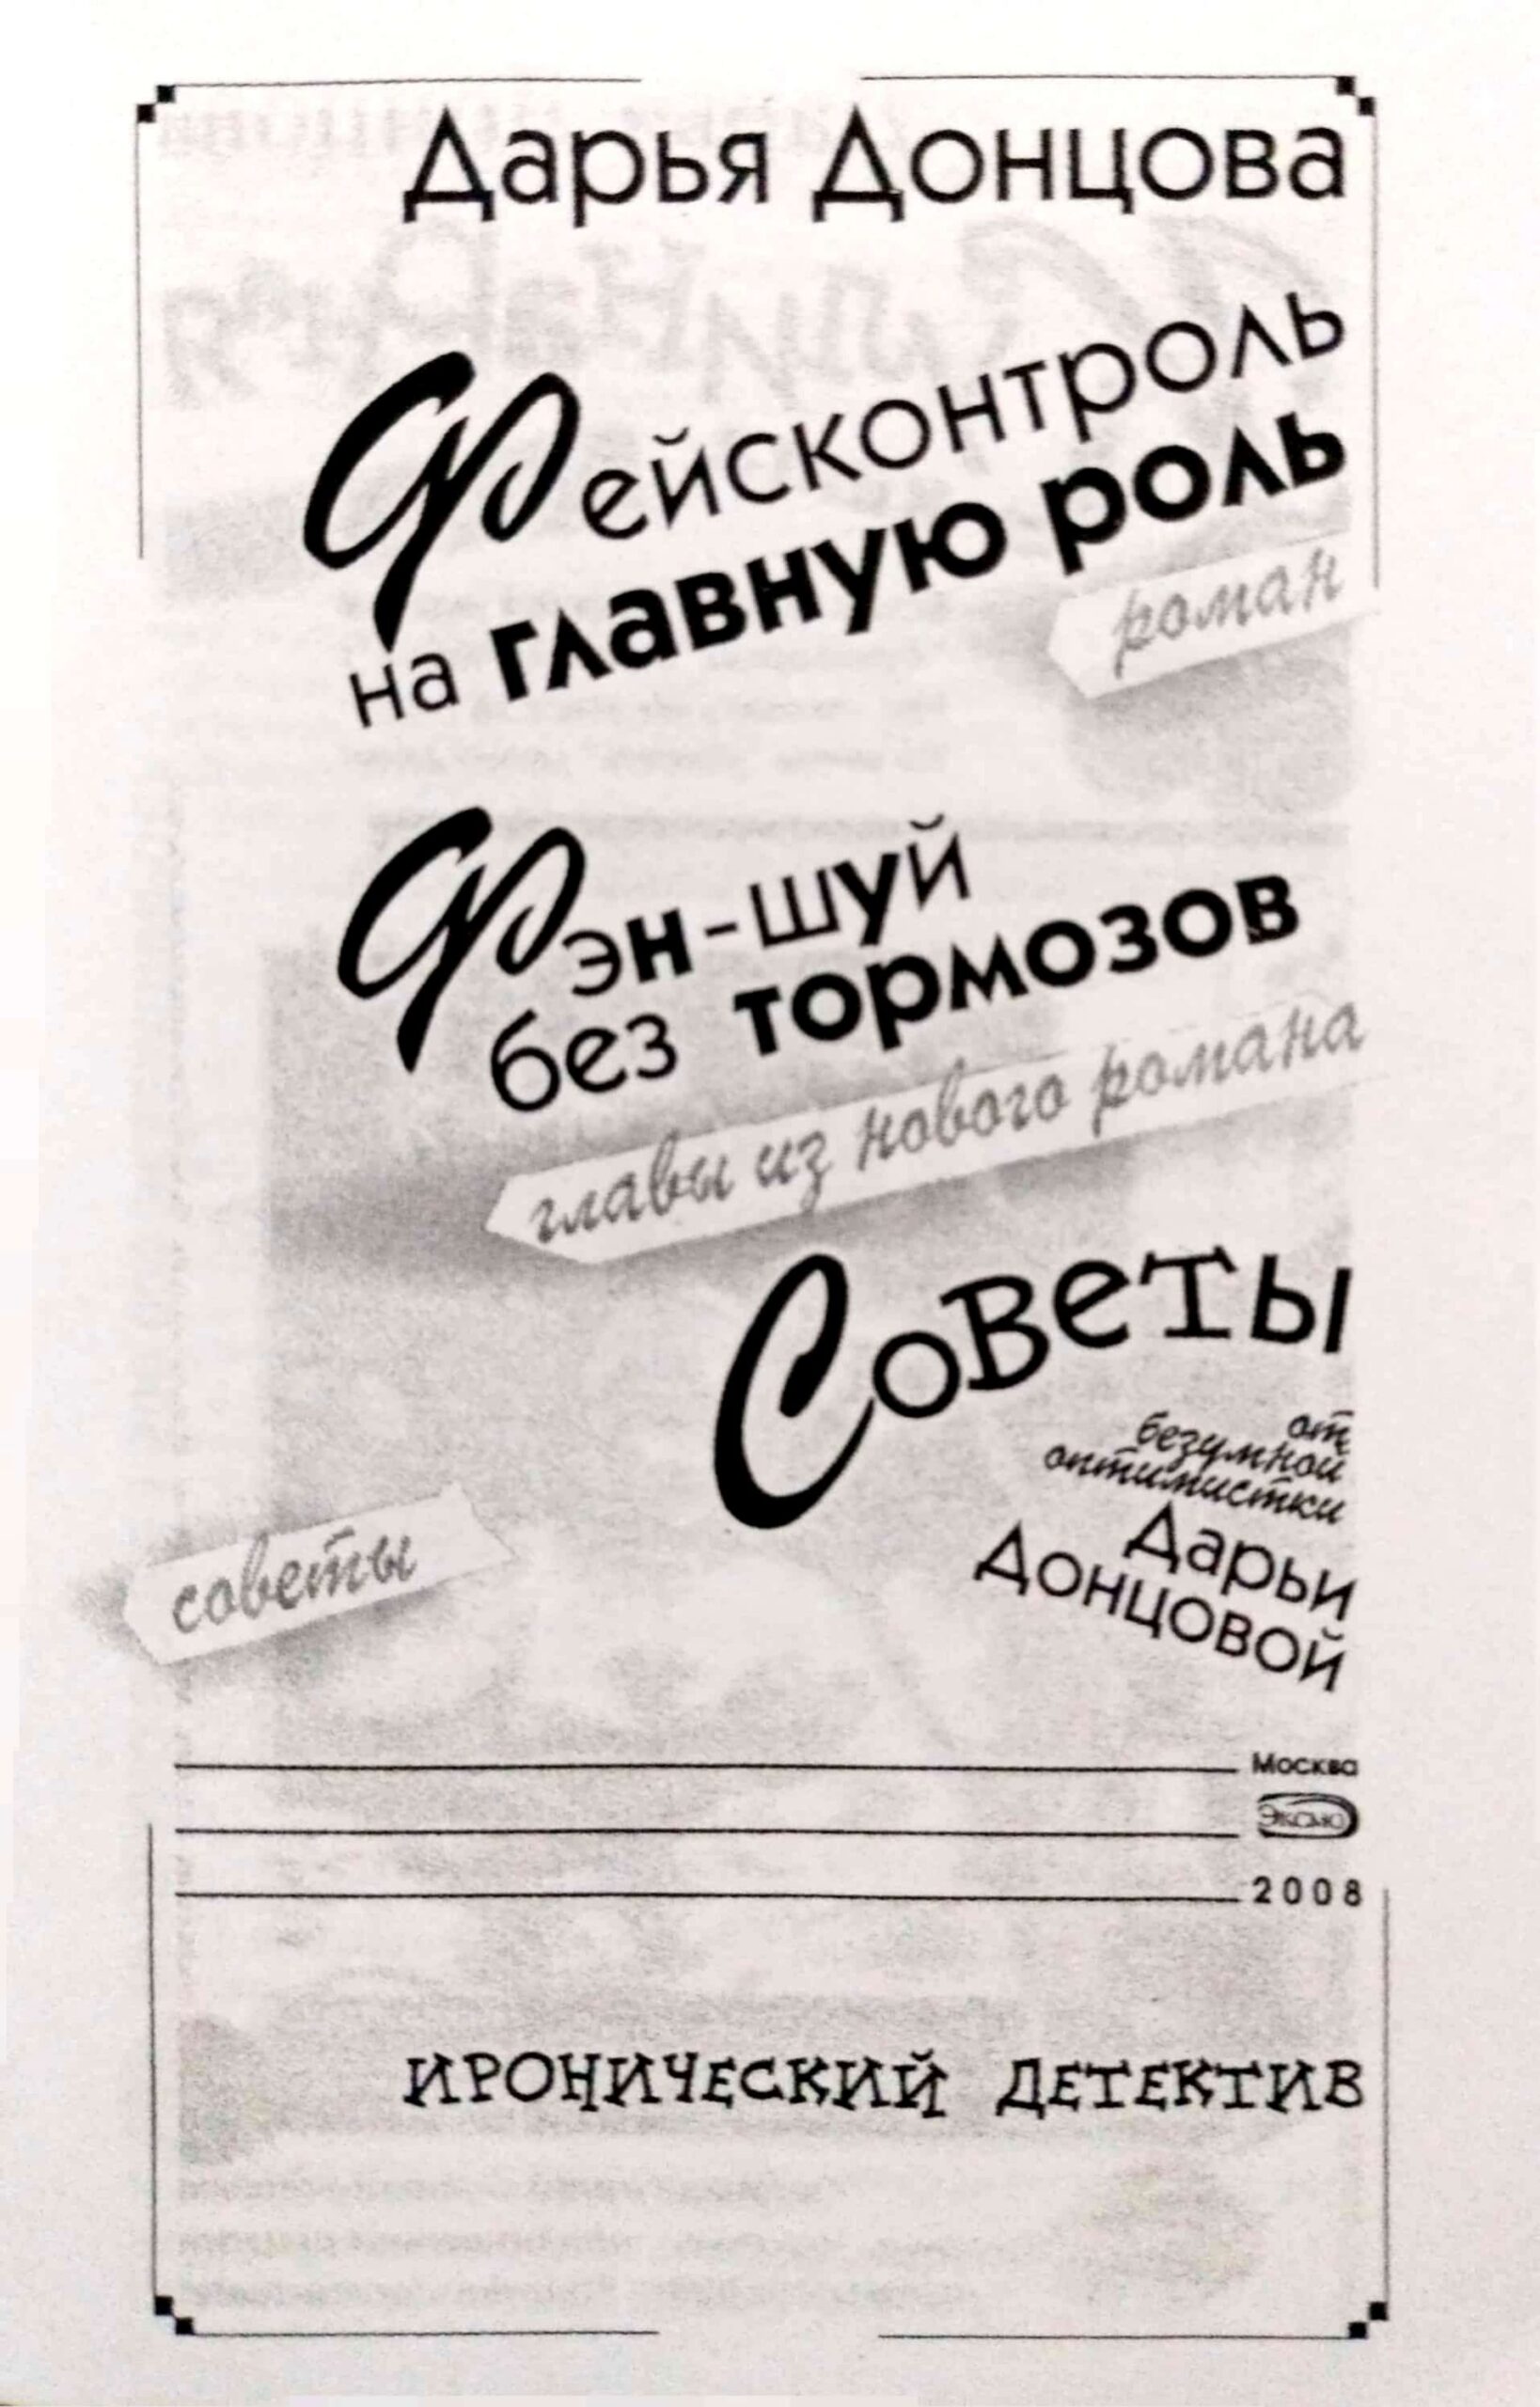 Дарья Донцова
Фейсконтроль
на главную роль
роман
Фэн-шуй
без тормозов
главы из нового романа
Советы
от
безумной
оптимистки
Дарьи
Донцовой
советы
Москва
Эксмо
2008
ИРОНИЧЕСКИЙ ДЕТЕКТИВ